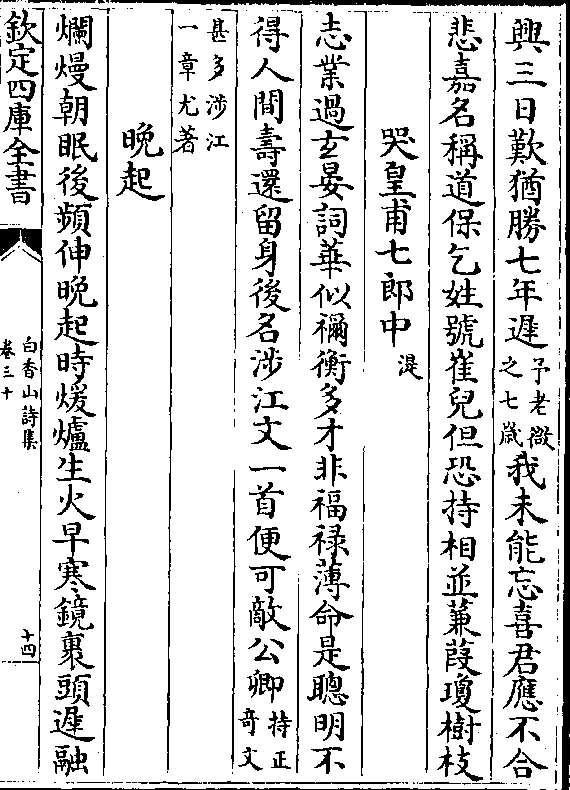 興三日歎猶勝七年遲予老微之七嵗我未能忘喜君應不合
悲嘉名稱道保乞姓號崔兒但恐持相並蒹葭瓊樹枝
哭皇甫七郎中湜
志業過玄晏詞華似禰衡多才非福禄薄命是聰明不
得人間壽還留身後名涉江文一首便可敵公卿持正奇文
甚多涉江一章尤著
晚起
爛熳朝眠後頻伸晚起時煖爐生火早寒鏡裹頭遲融
欽定四庫全書
白香山詩集
卷三十
十四